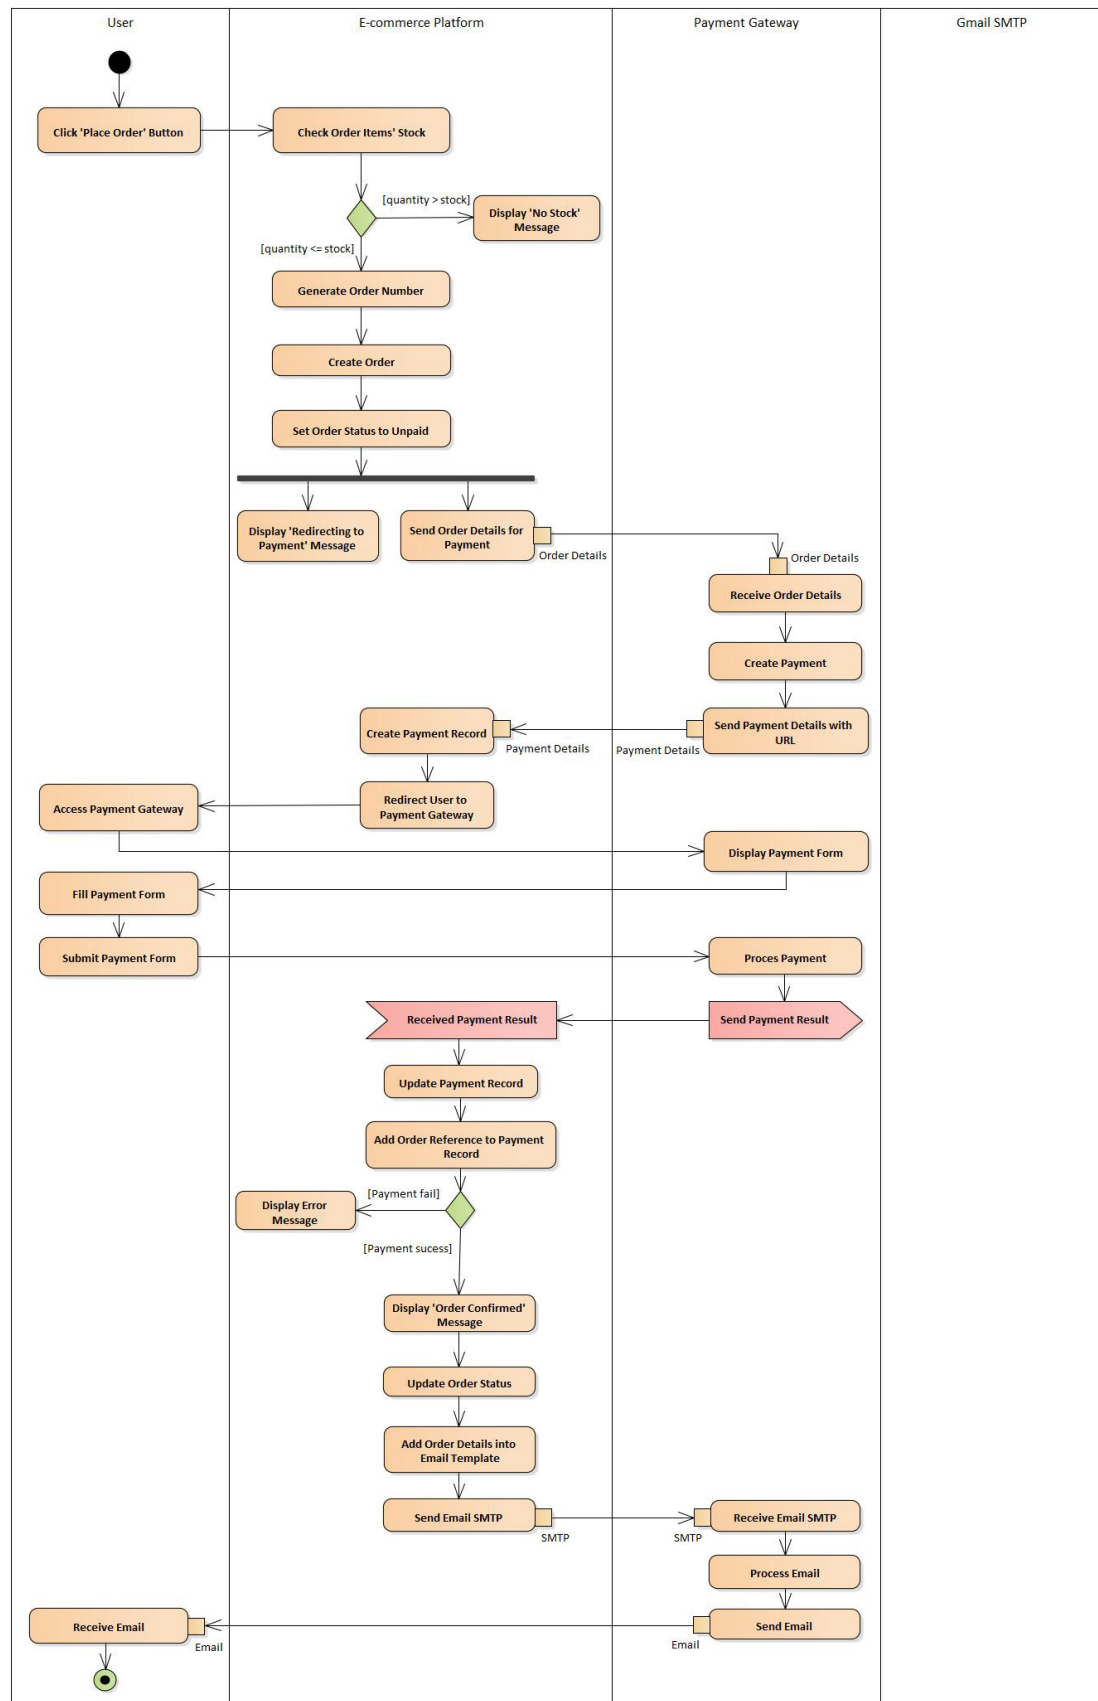 User
E-commerce Platform
Payment Gateway
Gmail SMTP
Click 'Place Order' Button
Check Order Items' Stock
[quantity > stock]
Display 'No Stock'
Message
[quantity <= stock]
Generate Order Number
Create Order
Set Order Status to Unpaid
Display 'Redirecting to
Payment' Message
Send Order Details for
Payment
Order Details
Order Details
Receive Order Details
Create Payment
Create Payment Record
Payment Details
Payment Details
Send Payment Details with
URL
Access Payment Gateway
Redirect User to
Payment Gateway
Display Payment Form
Fill Payment Form
Submit Payment Form
Proces Payment
Received Payment Result
Send Payment Result
Update Payment Record
Add Order Reference to Payment
Record
[Payment fail]
Display Error
Message
[Payment sucess]
Display 'Order Confirmed'
Message
Update Order Status
Add Order Details into
Email Template
Send Email SMTP
SMTP
SMTP
Receive Email SMTP
Process Email
Receive Email
Email
Email
Send Email